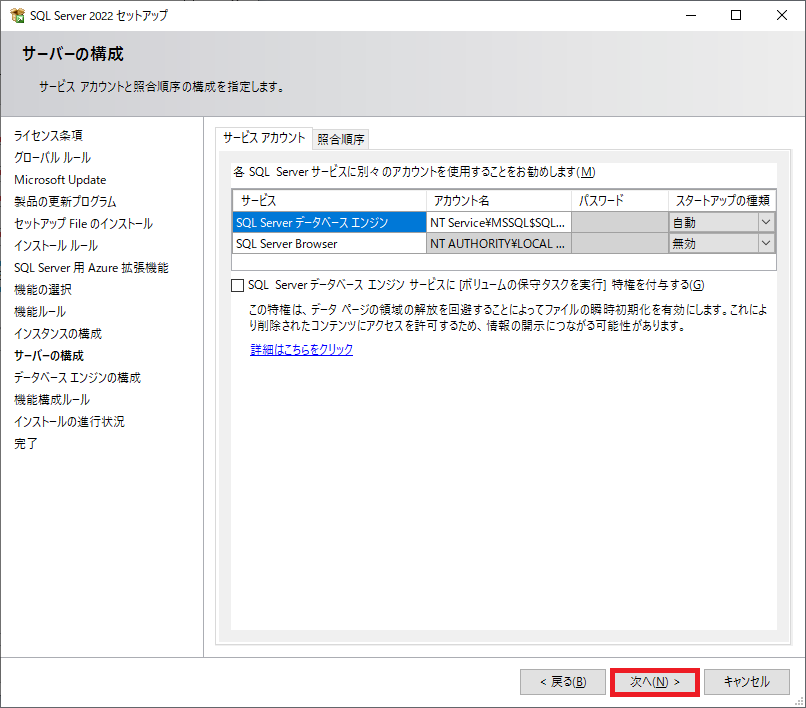 SQL Server 2022 セットアップ
サーバーの構成
サービス アカウントと照合順序の構成を指定します。
ライセンス条項
グローバル ルール
Microsoft Update
製品の更新プログラム
セットアップ File のインストール
インストール ルール
SQL Server 用 Azure 拡張機能
機能の選択
機能ルール
インスタンスの構成
サーバーの構成
データベース エンジンの構成
機能構成ルール
インストールの進行状況
完了
サービス アカウント 照合順序
各 SQL Server サービスに別々のアカウントを使用することをお勧めします(M)
サービス アカウント名 パスワード スタートアップの種類
SQL Server データベース エンジン NT Service¥MSSQL$SQL... 自動
SQL Server Browser NT AUTHORITY¥LOCAL ... 無効
SQL Server データベース エンジン サービスに [ボリュームの保守タスクを実行] 特権を付与する(G)
この特権は、データ ページの領域の解放を回避することによってファイルの瞬時初期化を有効にします。これによ
り削除されたコンテンツにアクセスを許可するため、情報の開示につながる可能性があります。
詳細はこちらをクリック
< 戻る(B) 次へ(N) > キャンセル